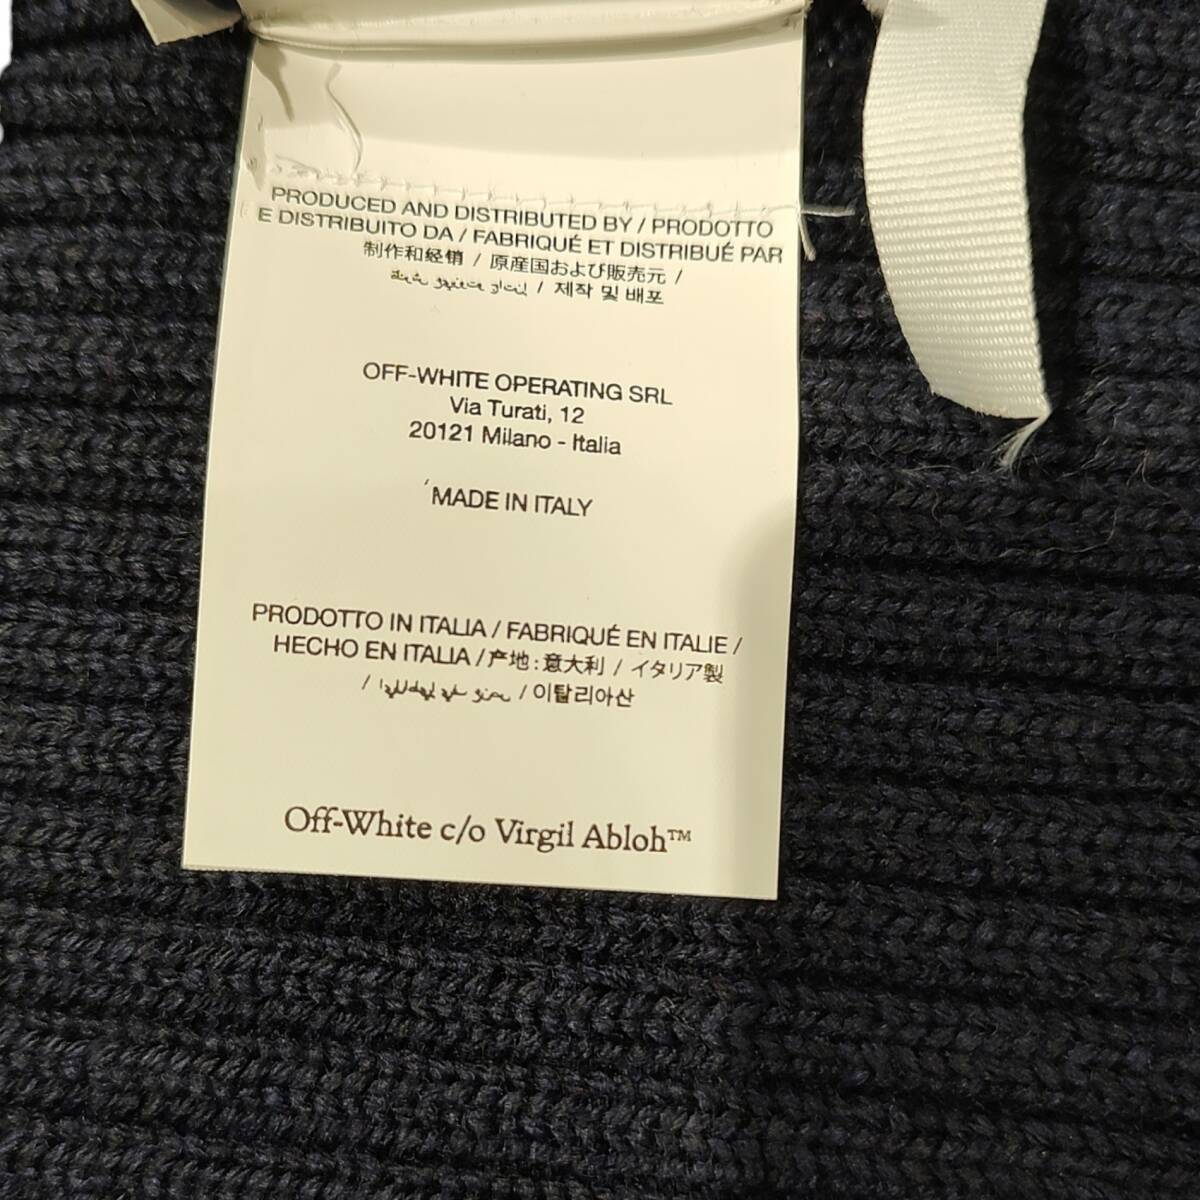 PRODUCED AND DISTRIBUTED BY / PRODOTTO
E DISTRIBUITO DA / FABRIQUÉ ET DISTRIBUÉ PAR
制作和经销 / 原産国および販売元 /
/ 제작 및 배포
OFF-WHITE OPERATING SRL
Via Turati, 12
20121 Milano - Italia
MADE IN ITALY
PRODOTTO IN ITALIA / FABRIQUÉ EN ITALIE /
HECHO EN ITALIA / 产地：意大利 / イタリア製
/ / 이탈리아산
Off-White c/o Virgil Abloh™